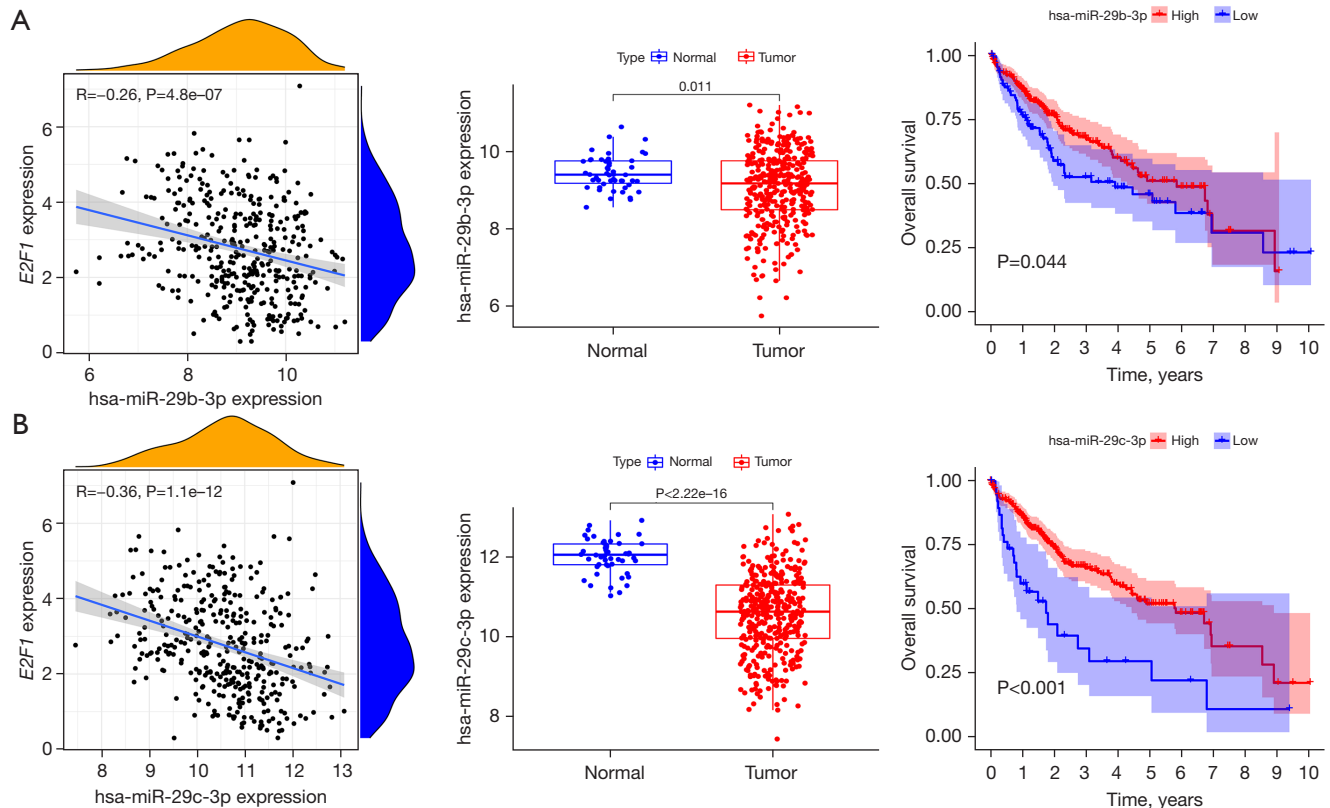 A
R=−0.26, P=4.8e−07
E2F1 expression
6
4
2
0
6
8
10
hsa-miR-29b-3p expression
Type Normal Tumor
0.011
hsa-miR-29b-3p expression
10
8
6
Normal
Tumor
hsa-miR-29b-3p High Low
Overall survival
1.00
0.75
0.50
0.25
0.00
P=0.044
0 1 2 3 4 5 6 7 8 9 10
Time, years
B
R=−0.36, P=1.1e−12
E2F1 expression
6
4
2
0
8 9 10 11 12 13
hsa-miR-29c-3p expression
Type Normal Tumor
P<2.22e−16
hsa-miR-29c-3p expression
12
10
8
Normal
Tumor
hsa-miR-29c-3p High Low
Overall survival
1.00
0.75
0.50
0.25
0.00
P<0.001
0 1 2 3 4 5 6 7 8 9 10
Time, years